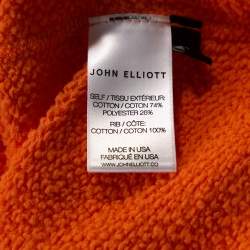 JOHN ELLIOTT
SELF / TISSU EXTÉRIEUR:
COTTON / COTON 74%
POLYESTER 26%
RIB / CÔTE:
COTTON / COTON 100%
MADE IN USA
FABRIQUÉ EN USA
JOHNELLIOTT.CO